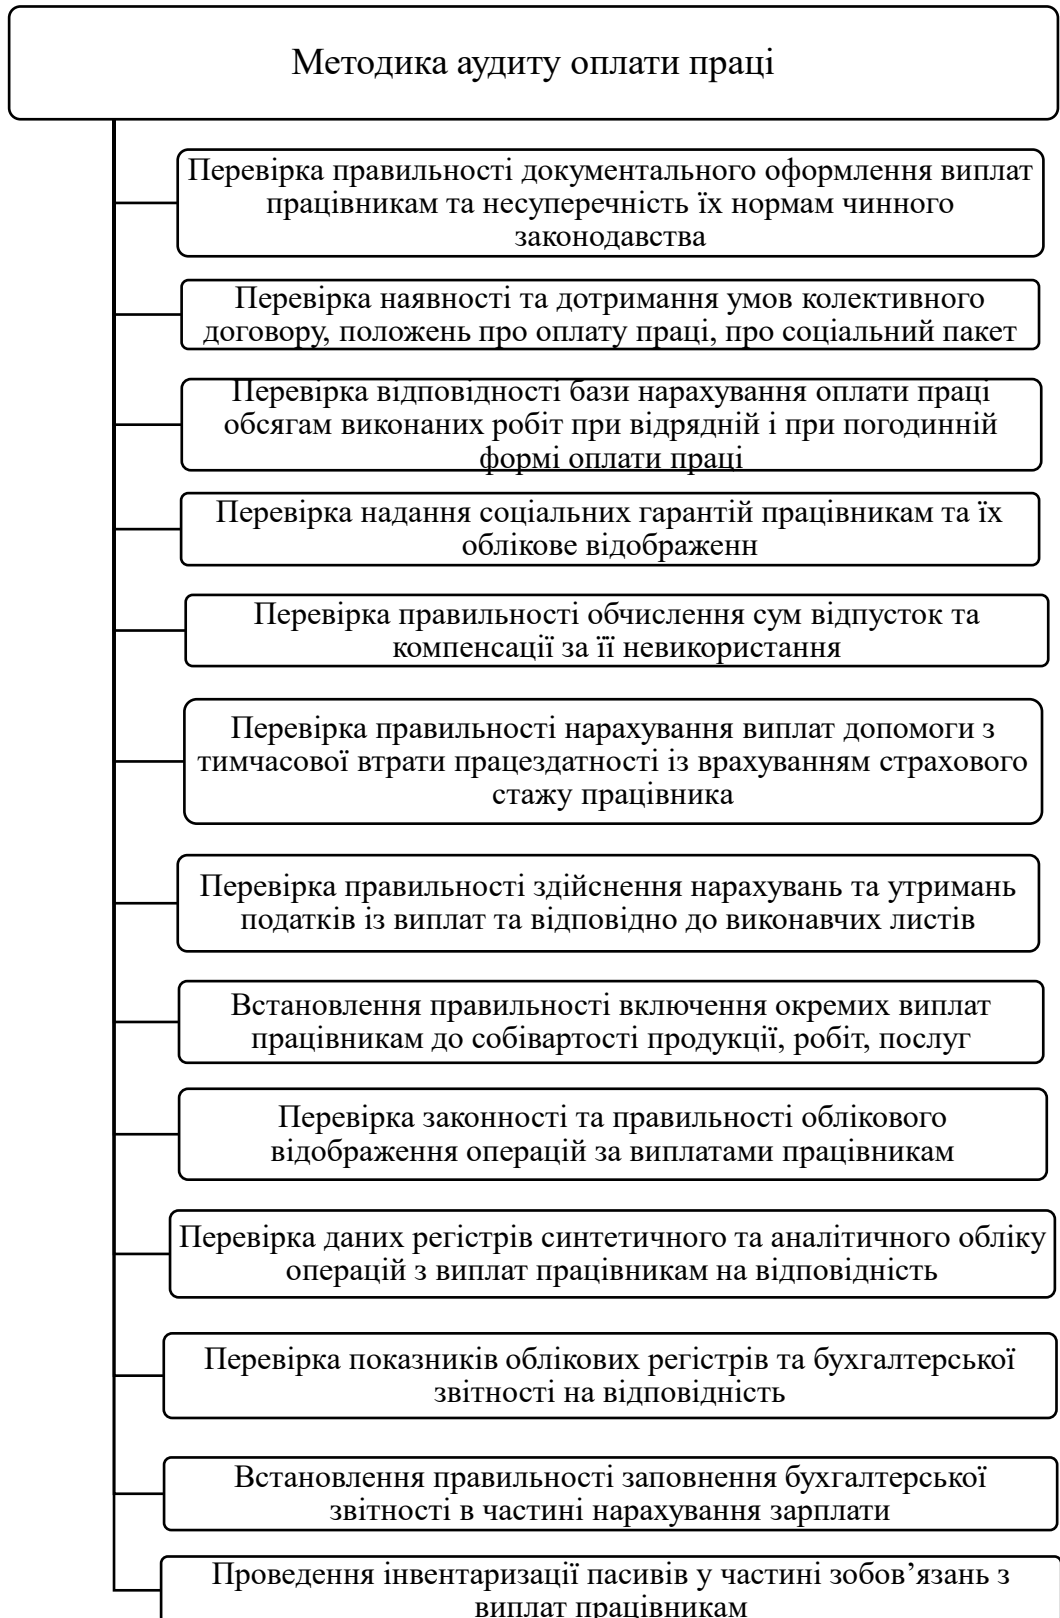 Методика аудиту оплати праці
Перевірка правильності документального оформлення виплат
працівникам та несуперечність їх нормам чинного
законодавства
Перевірка наявності та дотримання умов колективного
договору, положень про оплату праці, про соціальний пакет
Перевірка відповідності бази нарахування оплати праці
обсягам виконаних робіт при відрядній і при погодинній
формі оплати праці
Перевірка надання соціальних гарантій працівникам та їх
облікове відображенн
Перевірка правильності обчислення сум відпусток та
компенсації за її невикористання
Перевірка правильності нарахування виплат допомоги з
тимчасової втрати працездатності із врахуванням страхового
стажу працівника
Перевірка правильності здійснення нарахувань та утримань
податків із виплат та відповідно до виконавчих листів
Встановлення правильності включення окремих виплат
працівникам до собівартості продукції, робіт, послуг
Перевірка законності та правильності облікового
відображення операцій за виплатами працівникам
Перевірка даних регістрів синтетичного та аналітичного обліку
операцій з виплат працівникам на відповідність
Перевірка показників облікових регістрів та бухгалтерської
звітності на відповідність
Встановлення правильності заповнення бухгалтерської
звітності в частині нарахування зарплати
Проведення інвентаризації пасивів у частині зобов’язань з
виплат працівникам